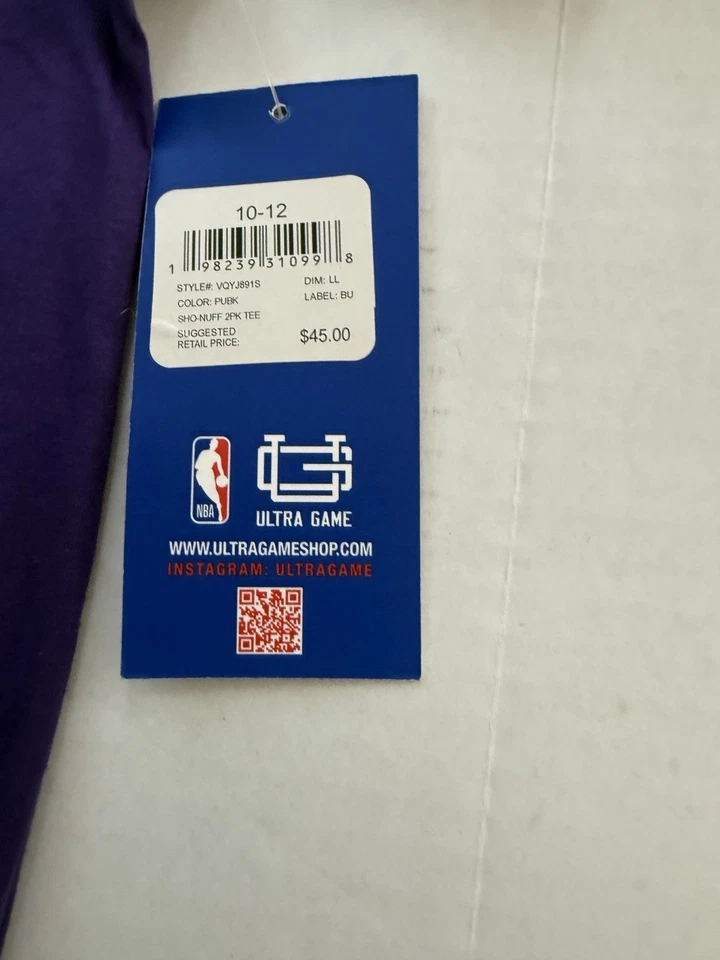 10-12
1 98239 31099 8
STYLE#: VQYJ891S DIM: LL
COLOR: PUBK LABEL: BU
SHO-NUFF 2PK TEE
SUGGESTED
RETAIL PRICE: $45.00
NBA
ULTRA GAME
WWW.ULTRAGAMESHOP.COM
INSTAGRAM: ULTRAGAME